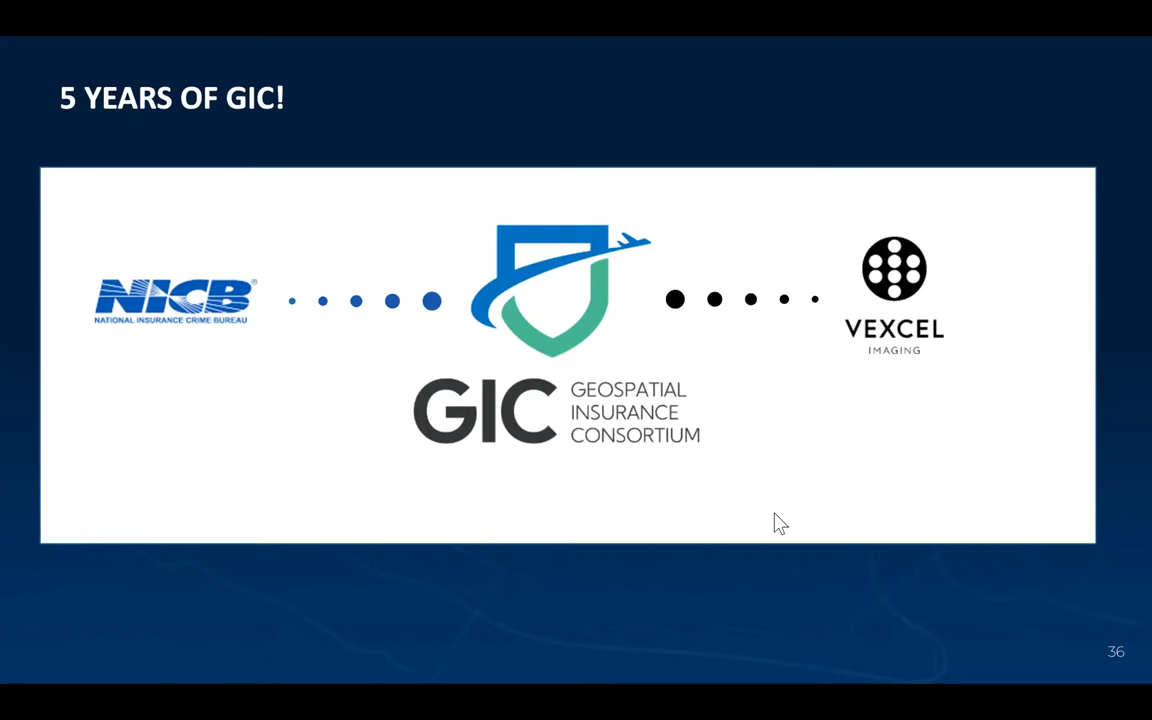 5 YEARS OF GIC!
NICB®
NATIONAL INSURANCE CRIME BUREAU
VEXCEL
IMAGING
GIC
GEOSPATIAL
INSURANCE
CONSORTIUM
36